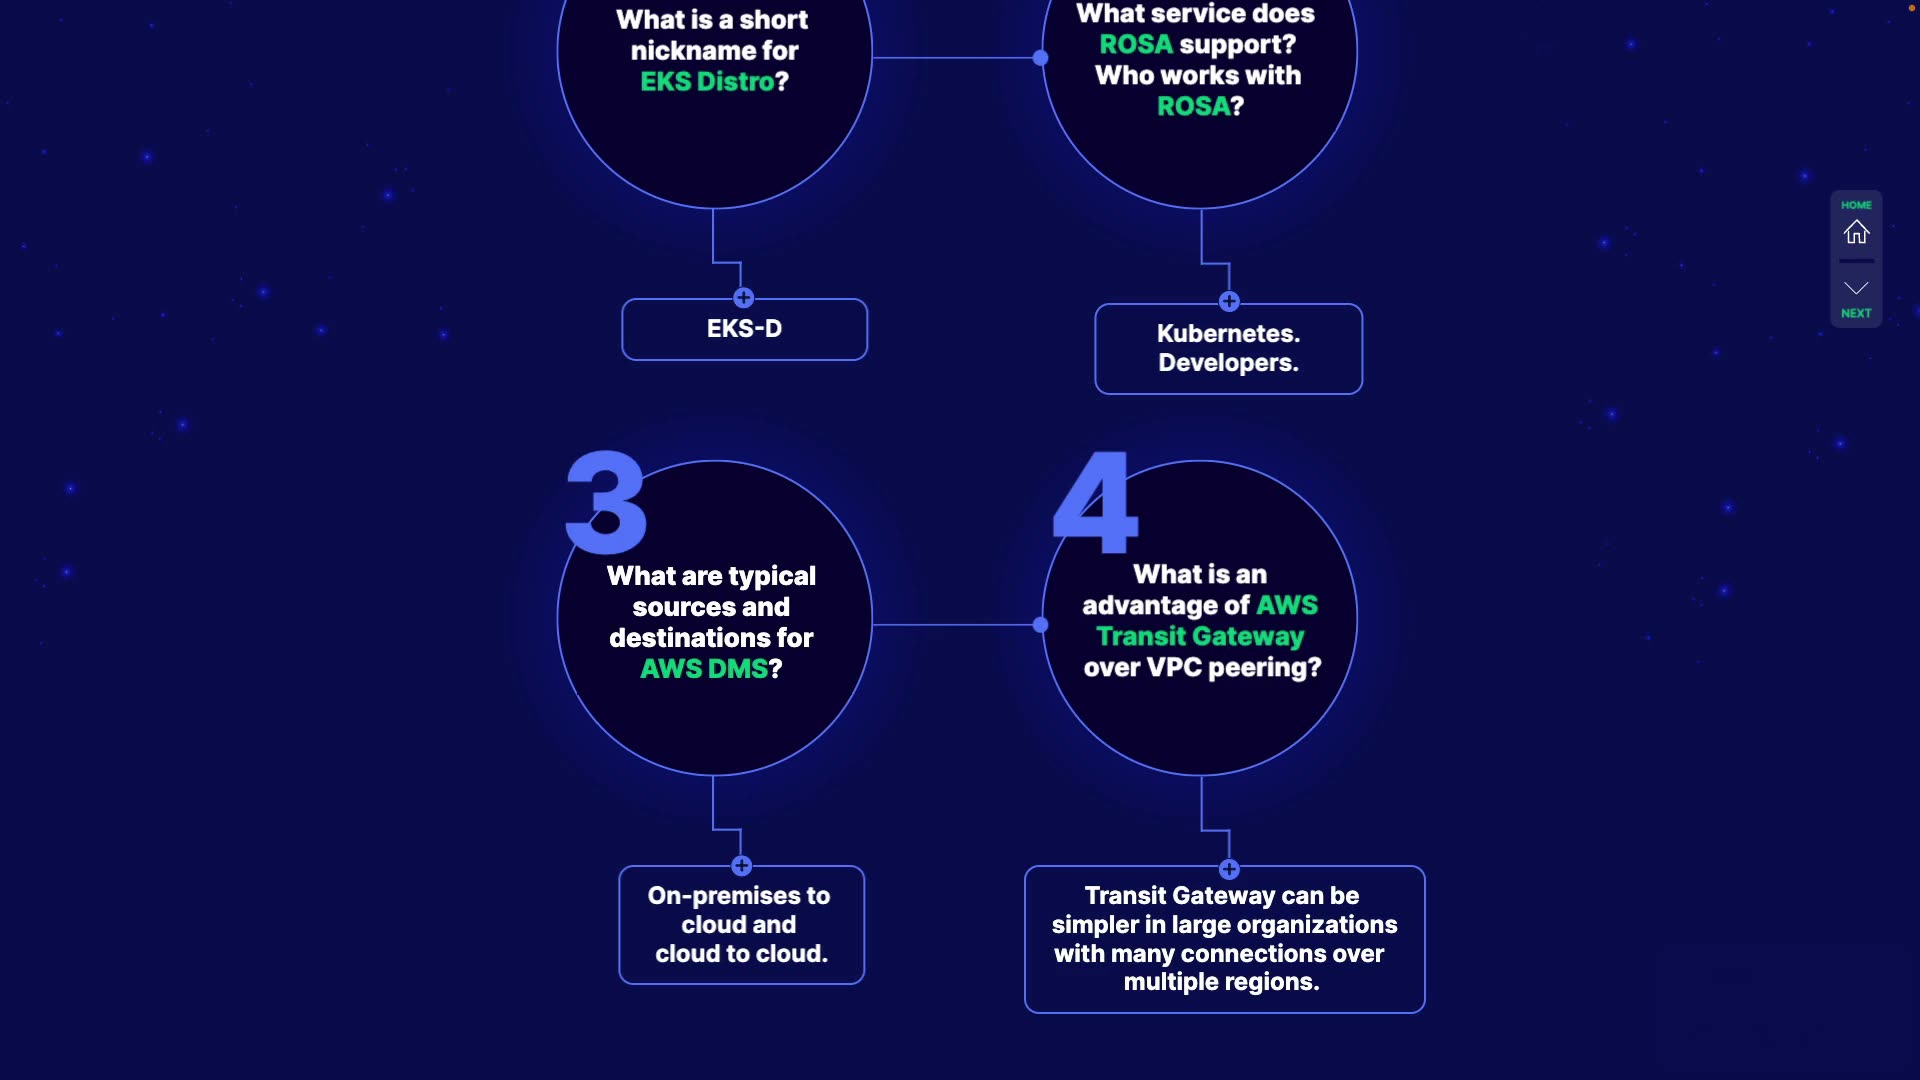 What is a short
nickname for
EKS Distro?
What service does
ROSA support?
Who works with
ROSA?
HOME
NEXT
EKS-D
Kubernetes.
Developers.
3
What are typical
sources and
destinations for
AWS DMS?
4
What is an
advantage of AWS
Transit Gateway
over VPC peering?
On-premises to
cloud and
cloud to cloud.
Transit Gateway can be
simpler in large organizations
with many connections over
multiple regions.